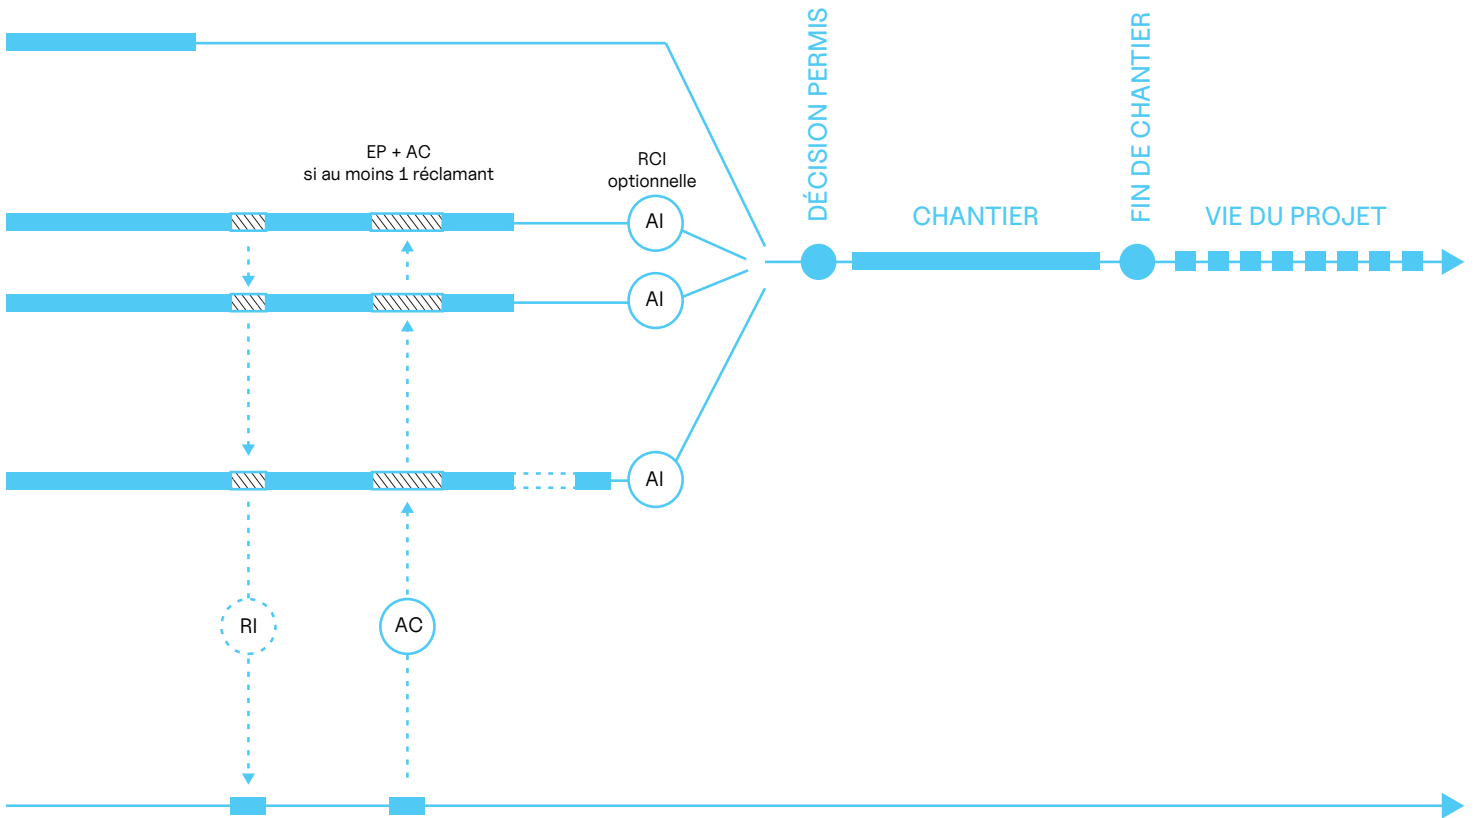 DÉCISION PERMIS
FIN DE CHANTIER
EP + AC
si au moins 1 réclamant
RCI
optionnelle
AI
CHANTIER
VIE DU PROJET
AI
AI
RI
AC